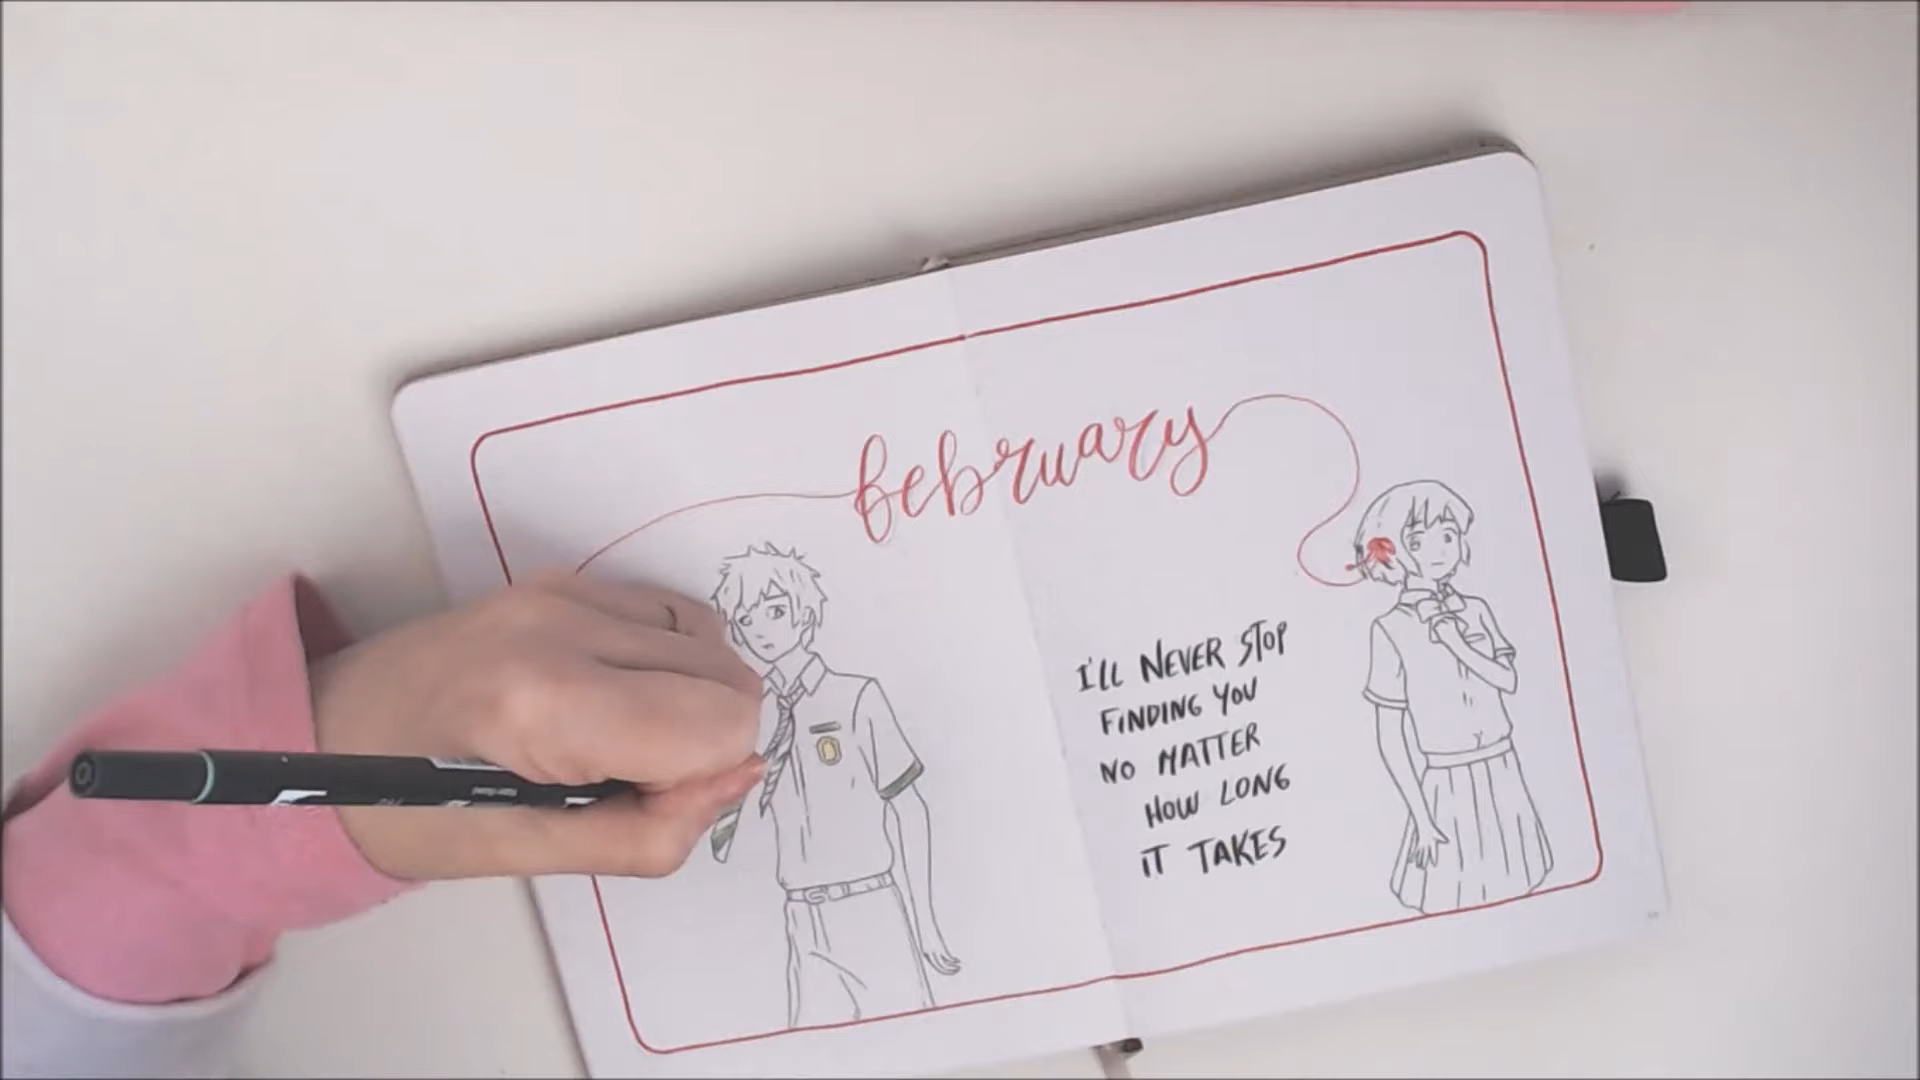 february
I'LL NEVER STOP
FINDING YOU
NO MATTER
HOW LONG
IT TAKES